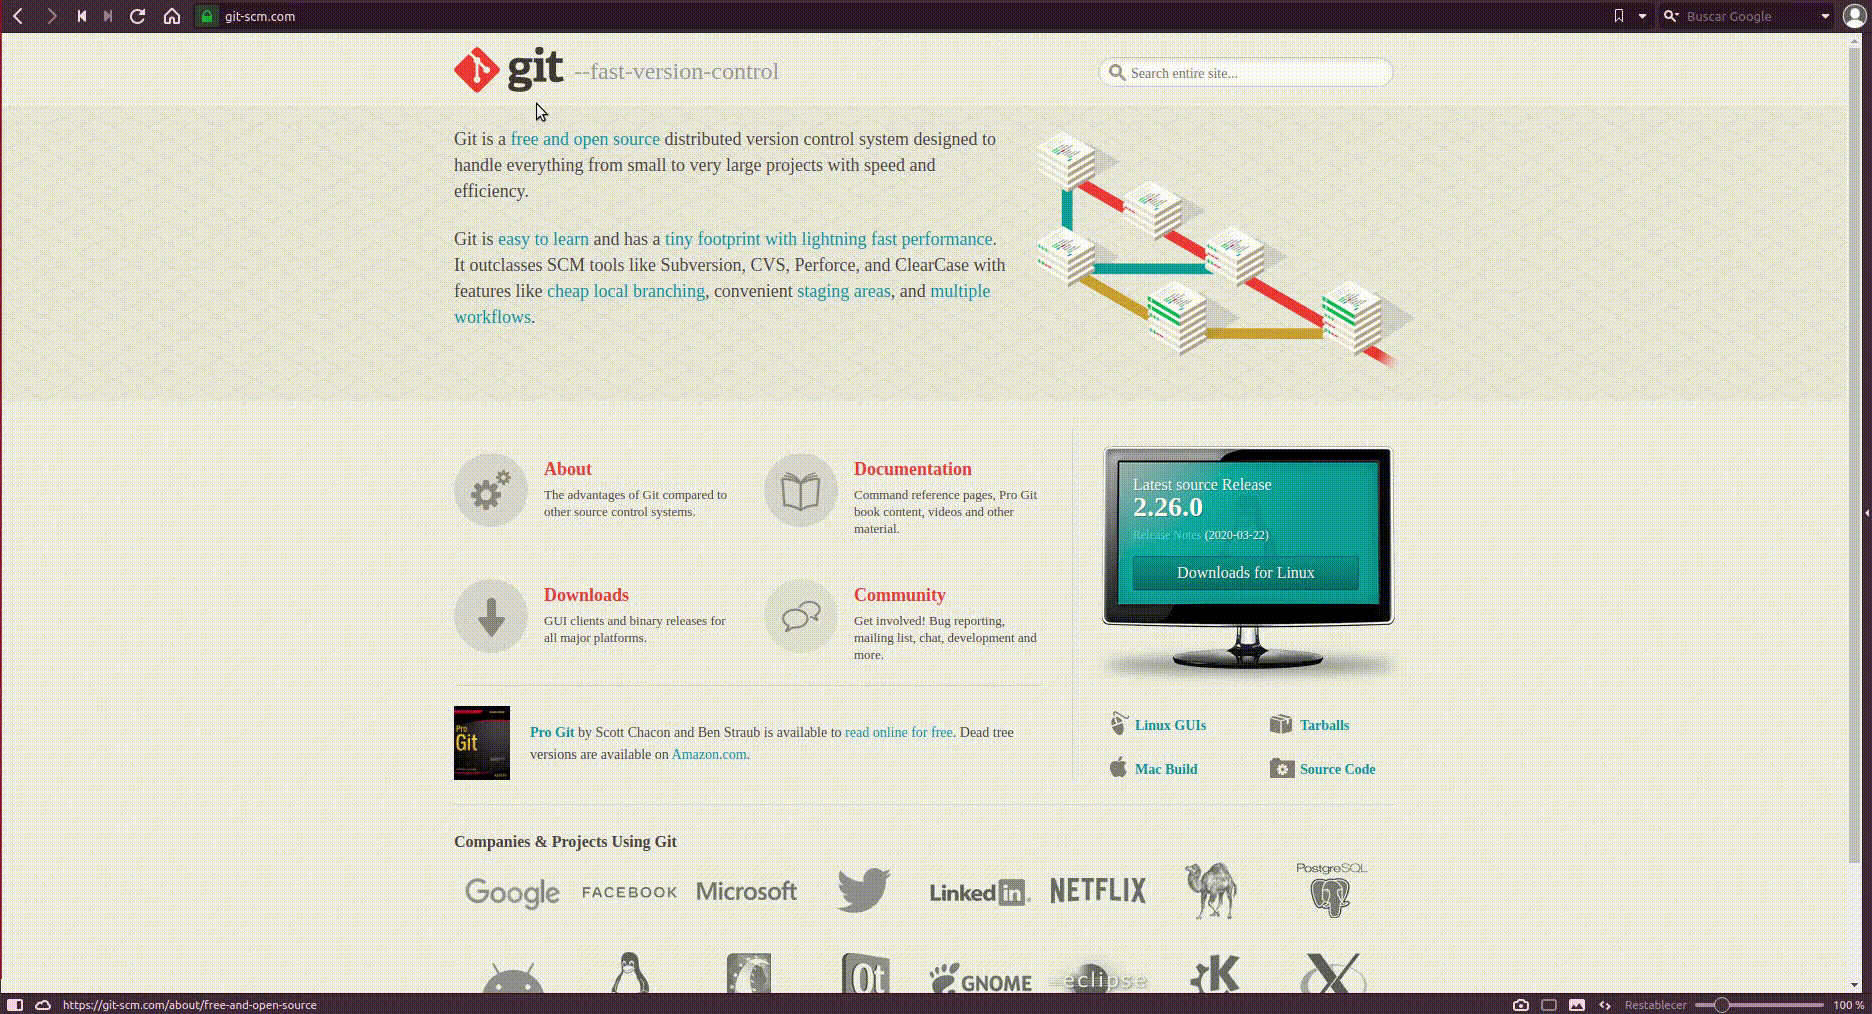 git-scm.com
Buscar Google
git --fast-version-control
Search entire site...
Git is a free and open source distributed version control system designed to
handle everything from small to very large projects with speed and
efficiency.
Git is easy to learn and has a tiny footprint with lightning fast performance.
It outclasses SCM tools like Subversion, CVS, Perforce, and ClearCase with
features like cheap local branching, convenient staging areas, and multiple
workflows.
About
The advantages of Git compared to
other source control systems.
Documentation
Command reference pages, Pro Git
book content, videos and other
material.
Downloads
GUI clients and binary releases for
all major platforms.
Community
Get involved! Bug reporting,
mailing list, chat, development and
more.
Latest source Release
2.26.0
Release Notes (2020-03-22)
Downloads for Linux
Pro
Git
Pro Git by Scott Chacon and Ben Straub is available to read online for free. Dead tree
versions are available on Amazon.com.
Linux GUIs
Tarballs
Mac Build
Source Code
Companies & Projects Using Git
Google
FACEBOOK
Microsoft
LinkedIn
NETFLIX
PostgreSQL
Qt
GNOME
eclipse
K
X
https://git-scm.com/about/free-and-open-source
Restablecer
100 %